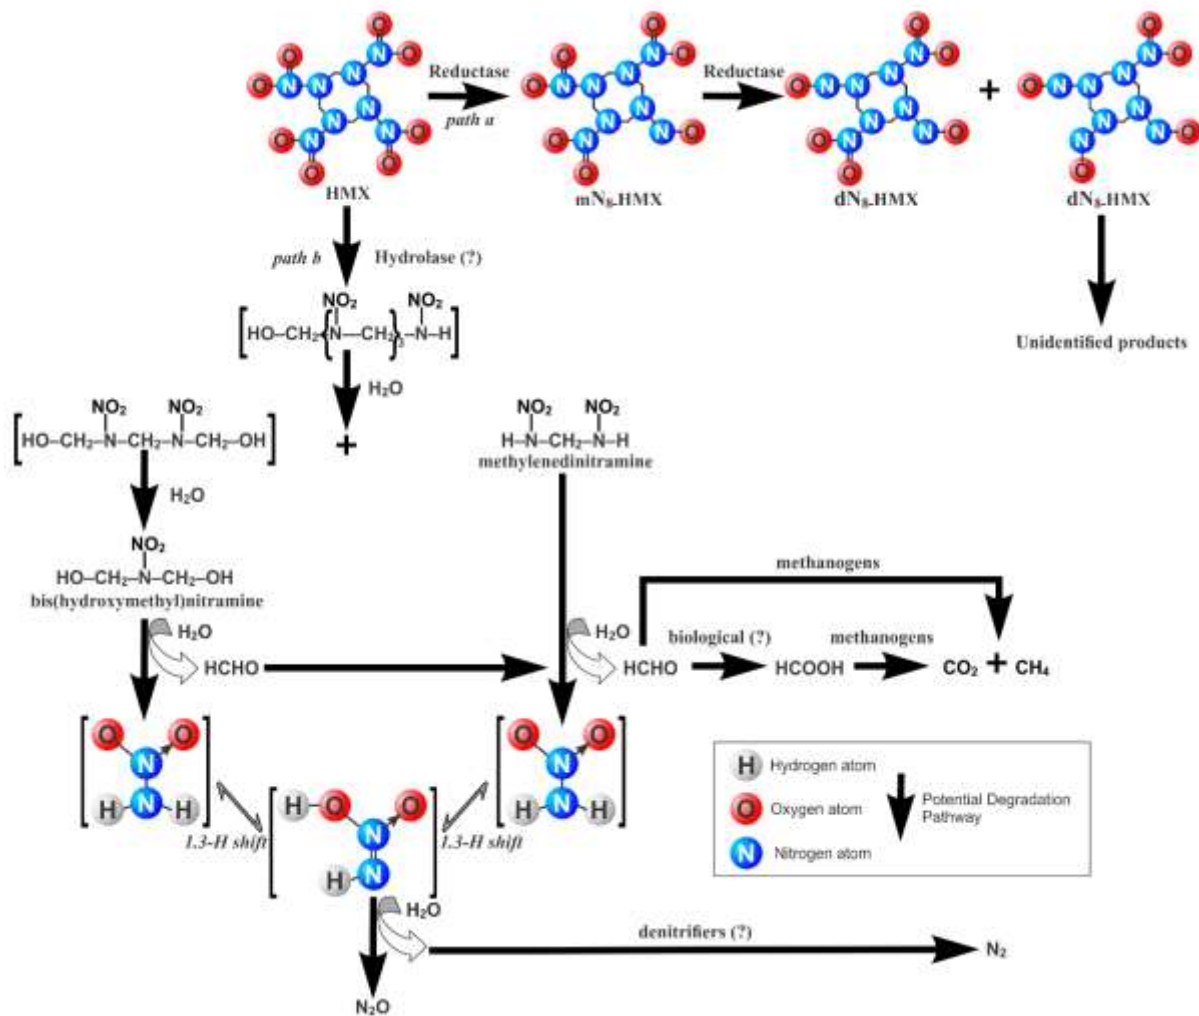 Reductase
path a
Reductase
+
HMX
mN₈-HMX
dN₈-HMX
dN₈-HMX
path b
Hydrolase (?)
NO₂ NO₂
HO–CH₂{N–CH₂}₃–N–H
H₂O
Unidentified products
NO₂ NO₂
HO–CH₂–N–CH₂–N–CH₂–OH
+
NO₂ NO₂
H–N–CH₂–N–H
methylenedinitramine
H₂O
NO₂
HO–CH₂–N–CH₂–OH
bis(hydroxymethyl)nitramine
methanogens
H₂O
HCHO
H₂O
HCHO
biological (?)
HCOOH
methanogens
CO₂ + CH₄
O O
N
H N H
O O
N
H N H
1.3-H shift
H O O
N
H N
1.3-H shift
H Hydrogen atom
O Oxygen atom
N Nitrogen atom
Potential Degradation
Pathway
H₂O
denitrifiers (?)
N₂
N₂O